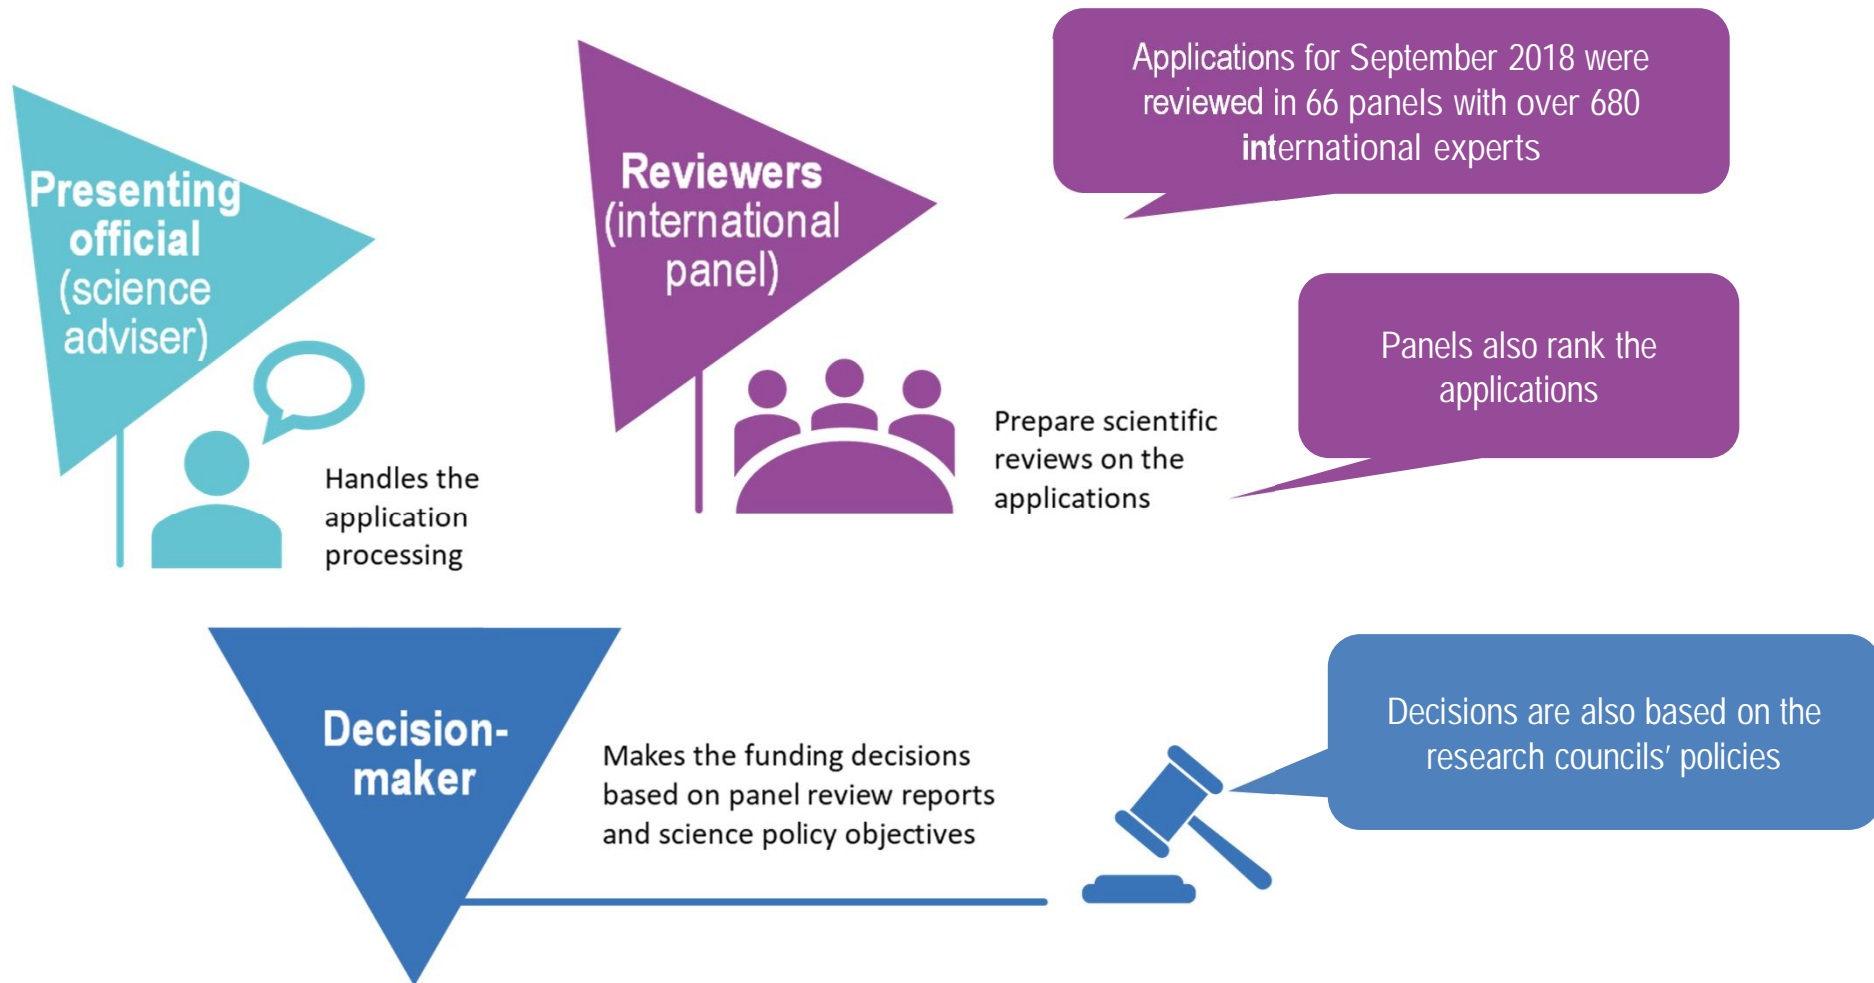 Presenting
official
(science
adviser)
Handles the
application
processing
Reviewers
(international
panel)
Prepare scientific
reviews on the
applications
Applications for September 2018 were
reviewed in 66 panels with over 680
international experts
Panels also rank the
applications
Decision-
maker
Makes the funding decisions
based on panel review reports
and science policy objectives
Decisions are also based on the
research councils’ policies